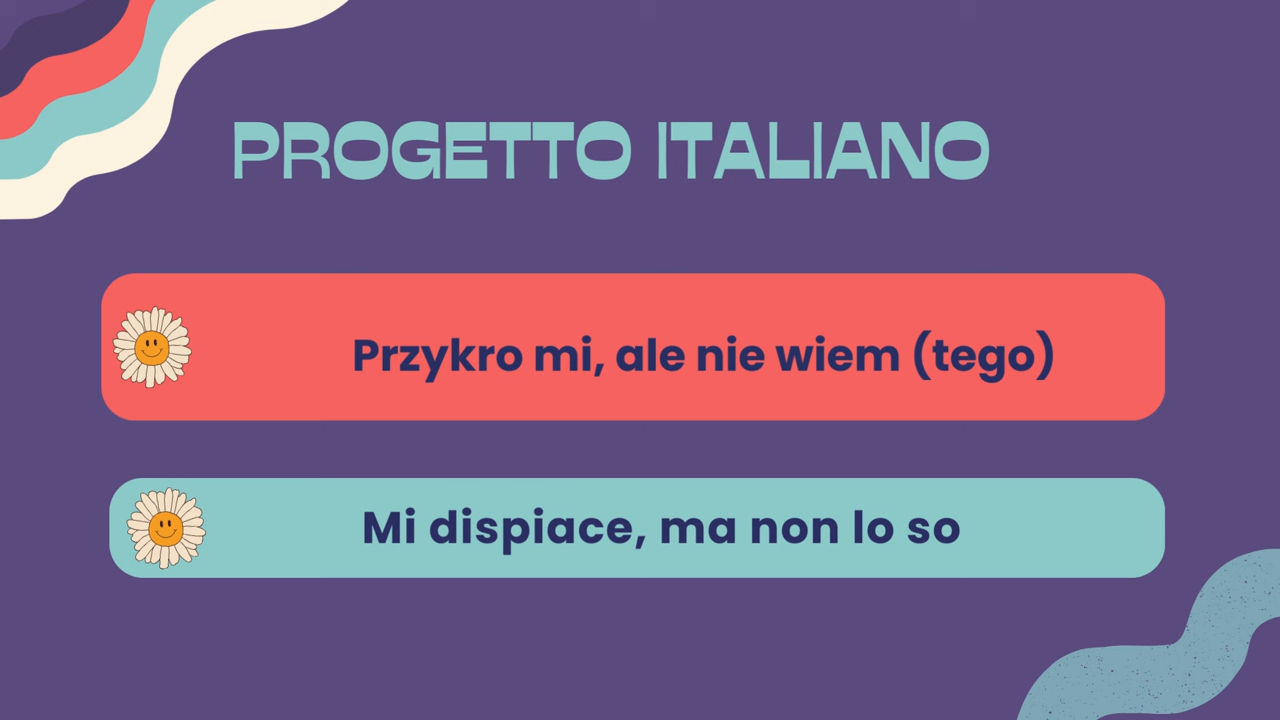 PROGETTO ITALIANO
Przykro mi, ale nie wiem (tego)
Mi dispiace, ma non lo so